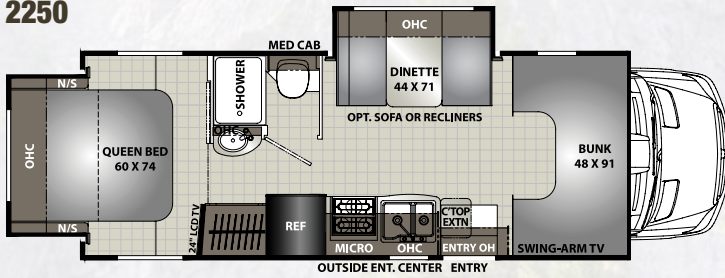 2250
OHC
MED CAB
N/S
SHOWER
DINETTE
44 X 71
OHC
OPT. SOFA OR RECLINERS
OHC
QUEEN BED
60 X 74
BUNK
48 X 91
N/S
24" LCD TV
REF
C'TOP
EXTN
MICRO
OHC
ENTRY OH
SWING-ARM TV
OUTSIDE ENT. CENTER
ENTRY